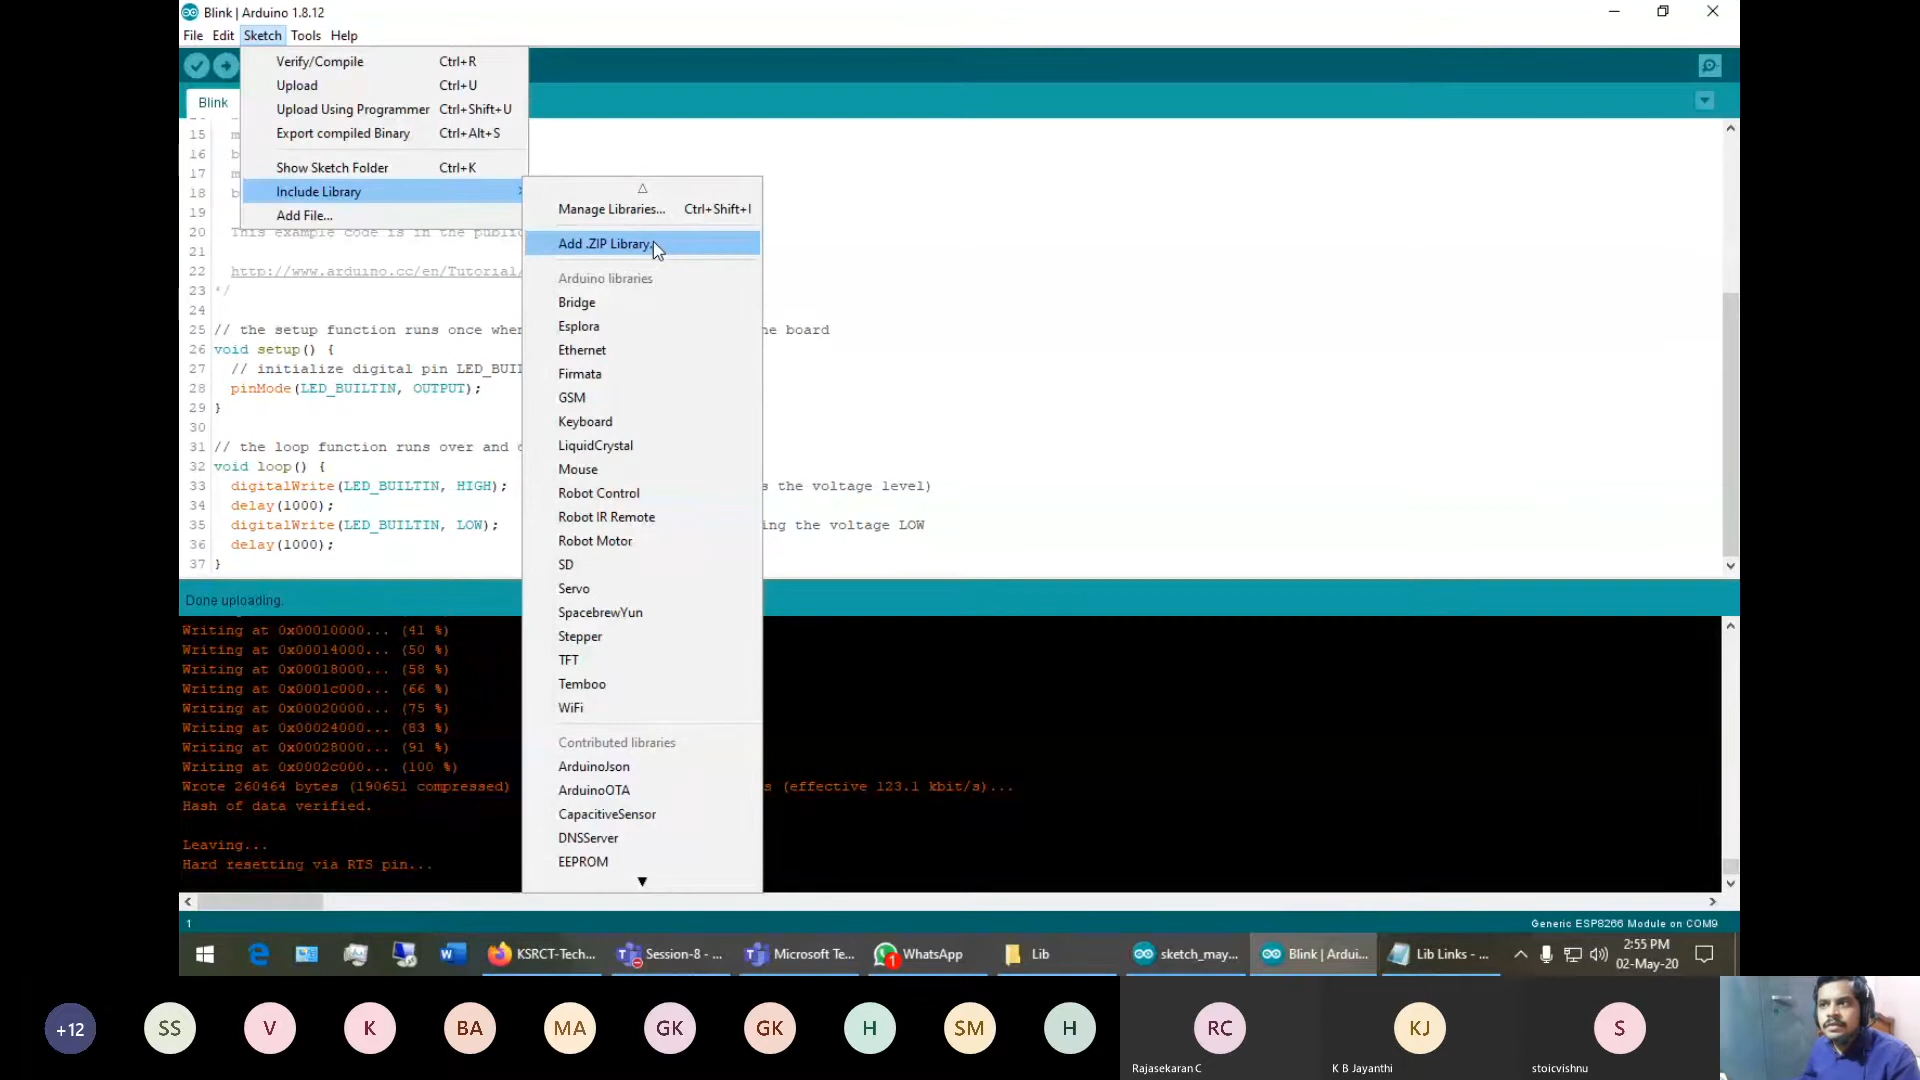 Blink | Arduino 1.8.12
File Edit Sketch Tools Help
Verify/Compile Ctrl+R
Upload Ctrl+U
Upload Using Programmer Ctrl+Shift+U
Export compiled Binary Ctrl+Alt+S
Show Sketch Folder Ctrl+K
Include Library
Add File...
Manage Libraries... Ctrl+Shift+I
Add .ZIP Library.
Arduino libraries
Bridge
Esplora
Ethernet
Firmata
GSM
Keyboard
LiquidCrystal
Mouse
Robot Control
Robot IR Remote
Robot Motor
SD
Servo
SpacebrewYun
Stepper
TFT
Temboo
WiFi
Contributed libraries
ArduinoJson
ArduinoOTA
CapacitiveSensor
DNSServer
EEPROM
Blink
15 m
16 b
17 m
18 b
19
20 This example code is in the public
21
22 http://www.arduino.cc/en/Tutorial/
23 */
24
25 // the setup function runs once when he board
26 void setup() {
27 // initialize digital pin LED_BUI
28 pinMode(LED_BUILTIN, OUTPUT);
29 }
30
31 // the loop function runs over and
32 void loop() {
33 digitalWrite(LED_BUILTIN, HIGH); s the voltage level)
34 delay(1000);
35 digitalWrite(LED_BUILTIN, LOW); ing the voltage LOW
36 delay(1000);
37 }
Done uploading.
Writing at 0x00010000... (41 %)
Writing at 0x00014000... (50 %)
Writing at 0x00018000... (58 %)
Writing at 0x0001c000... (66 %)
Writing at 0x00020000... (75 %)
Writing at 0x00024000... (83 %)
Writing at 0x00028000... (91 %)
Writing at 0x0002c000... (100 %)
Wrote 260464 bytes (190651 compressed) s (effective 123.1 kbit/s)...
Hash of data verified.
Leaving...
Hard resetting via RTS pin...
1 Generic ESP8266 Module on COM9
KSRCT-Tech... Session-8 - ... Microsoft Te... 1 WhatsApp Lib sketch_may... Blink | Ardui... Lib Links - ... 2:55 PM
02-May-20
+12 SS V K BA MA GK GK H SM H RC KJ S
Rajasekaran C K B Jayanthi stoicvishnu